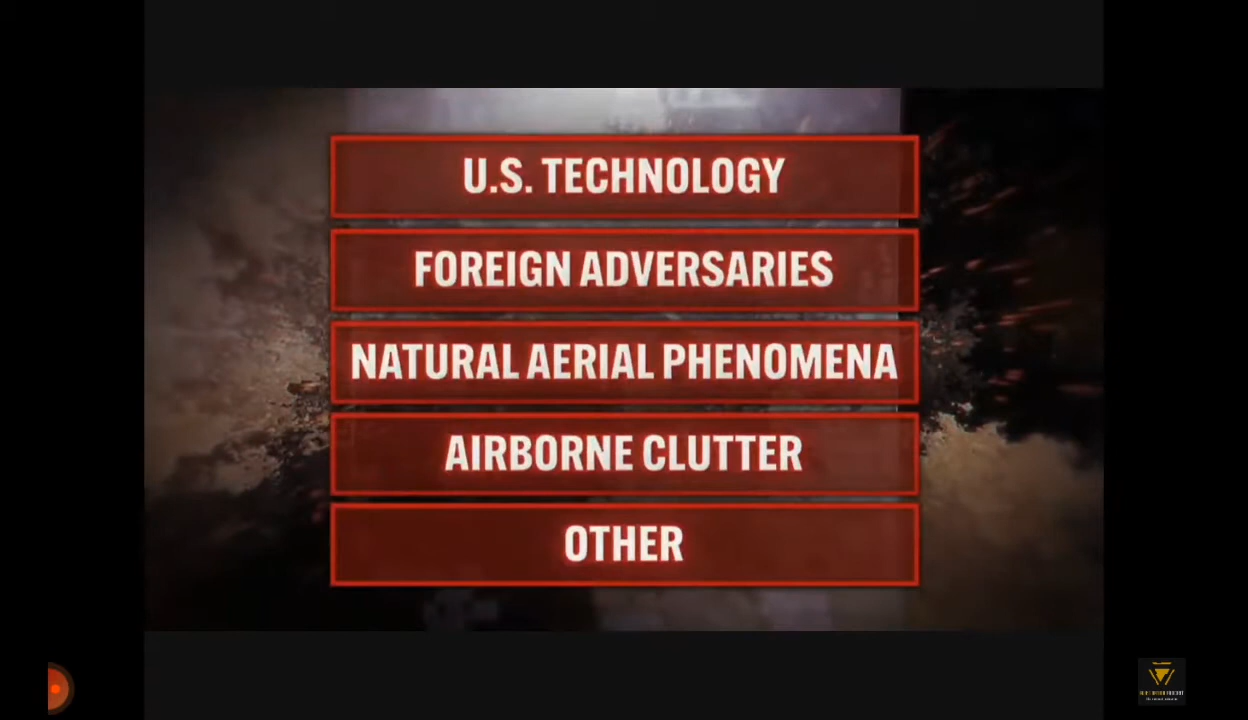 U.S. TECHNOLOGY
FOREIGN ADVERSARIES
NATURAL AERIAL PHENOMENA
AIRBORNE CLUTTER
OTHER